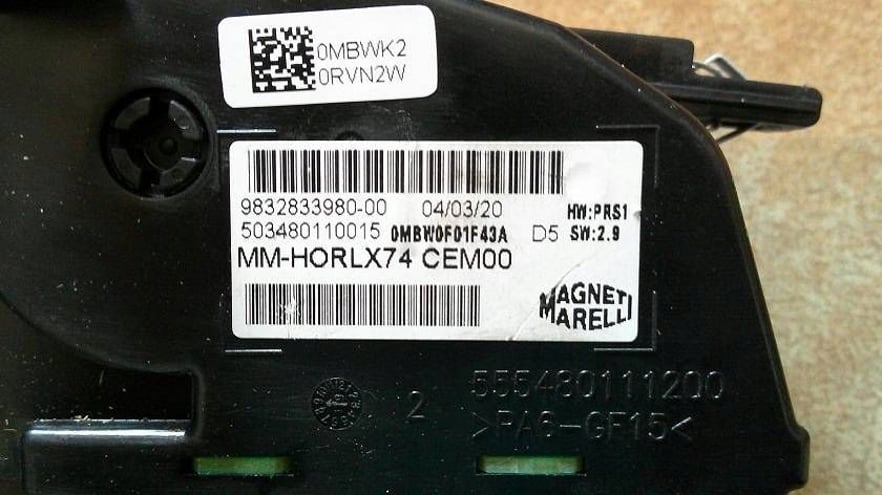 0MBWK2
0RVN2W
9832833980-00 04/03/20 HW:PRS1
503480110015 0MBW0F01F43A D5 SW:2.9
MM-HORLX74 CEM00
MAGNETI
MARELLI
555480111200
2
>PA6-GF15<